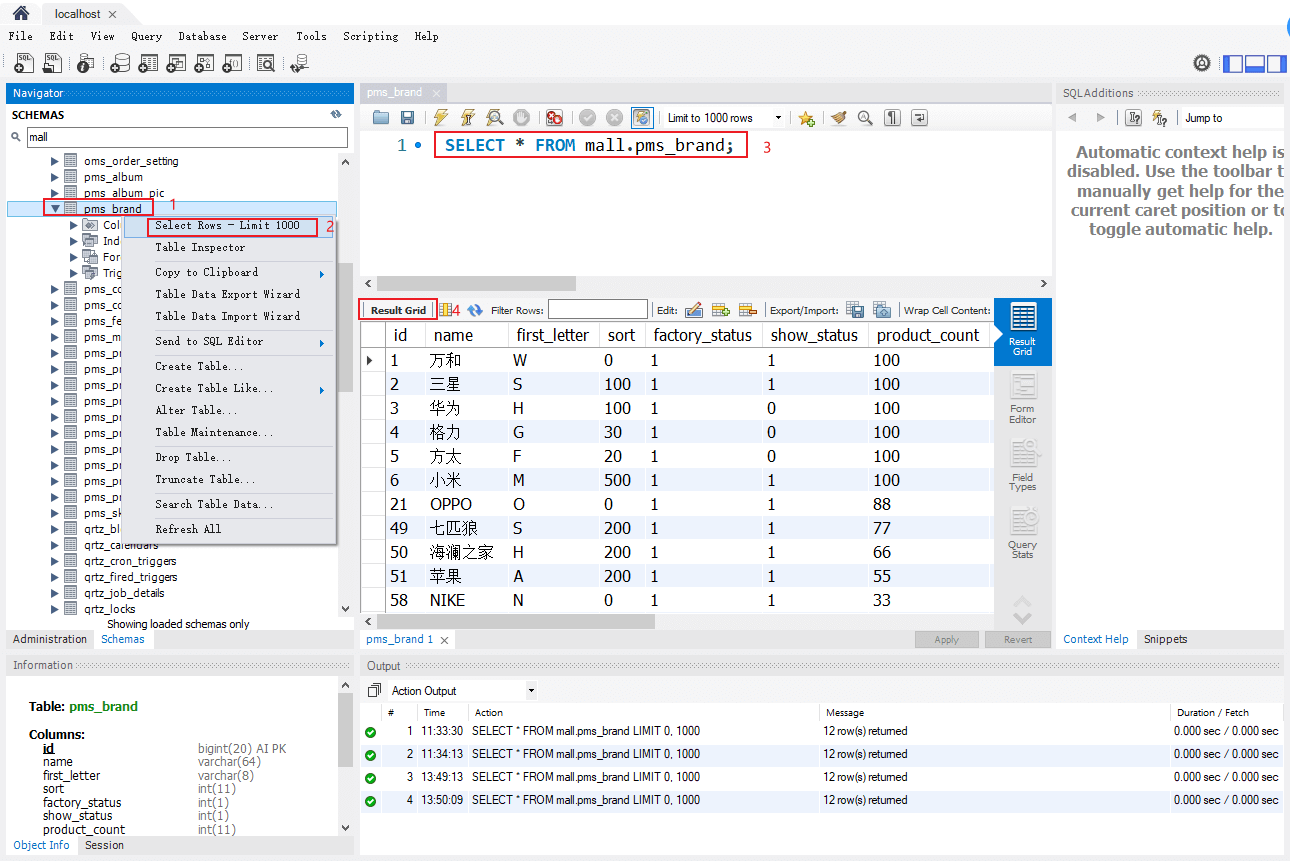 localhost
File Edit View Query Database Server Tools Scripting Help
Navigator
SCHEMAS
mall
oms_order_setting
pms_album
pms_album_pic
pms_brand
1
Col
Ind
For
Trig
pms_co
pms_co
pms_fe
pms_m
pms_pr
pms_pr
pms_pr
pms_pr
pms_pr
pms_pr
pms_pr
pms_pr
pms_pr
pms_pr
pms_sk
qrtz_bl
qrtz_calendars
qrtz_cron_triggers
qrtz_fired_triggers
qrtz_job_details
qrtz_locks
Showing loaded schemas only
Administration Schemas
Select Rows - Limit 1000
2
Table Inspector
Copy to Clipboard
Table Data Export Wizard
Table Data Import Wizard
Send to SQL Editor
Create Table...
Create Table Like...
Alter Table...
Table Maintenance...
Drop Table...
Truncate Table...
Search Table Data...
Refresh All
Information
Table: pms_brand
Columns:
id bigint(20) AI PK
name varchar(64)
first_letter varchar(8)
sort int(11)
factory_status int(1)
show_status int(1)
product_count int(11)
Object Info Session
pms_brand
Limit to 1000 rows
1 SELECT * FROM mall.pms_brand;
3
Result Grid 4 Filter Rows: Edit: Export/Import: Wrap Cell Content:
id name first_letter sort factory_status show_status product_count
1 万和 W 0 1 1 100
2 三星 S 100 1 1 100
3 华为 H 100 1 0 100
4 格力 G 30 1 0 100
5 方太 F 20 1 0 100
6 小米 M 500 1 1 100
21 OPPO O 0 1 1 88
49 七匹狼 S 200 1 1 77
50 海澜之家 H 200 1 1 66
51 苹果 A 200 1 1 55
58 NIKE N 0 1 1 33
Result
Grid
Form
Editor
Field
Types
Query
Stats
pms_brand 1
Apply Revert
SQLAdditions
Jump to
Automatic context help is
disabled. Use the toolbar t
manually get help for the
current caret position or to
toggle automatic help.
Context Help Snippets
Output
Action Output
# Time Action Message Duration / Fetch
1 11:33:30 SELECT * FROM mall.pms_brand LIMIT 0, 1000 12 row(s) returned 0.000 sec / 0.000 sec
2 11:34:13 SELECT * FROM mall.pms_brand LIMIT 0, 1000 12 row(s) returned 0.000 sec / 0.000 sec
3 13:49:13 SELECT * FROM mall.pms_brand LIMIT 0, 1000 12 row(s) returned 0.000 sec / 0.000 sec
4 13:50:09 SELECT * FROM mall.pms_brand LIMIT 0, 1000 12 row(s) returned 0.000 sec / 0.000 sec